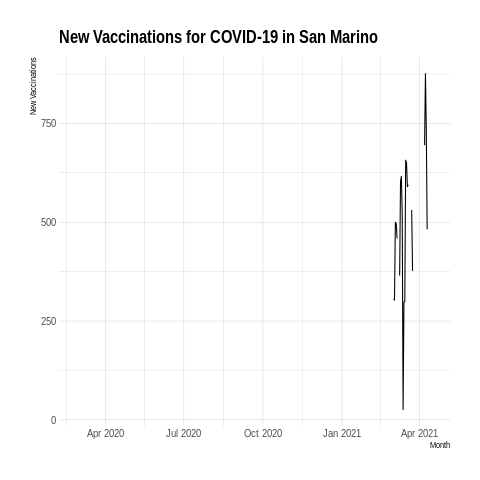 New Vaccinations for COVID-19 in San Marino
New Vaccinations
750
500
250
0
Apr 2020
Jul 2020
Oct 2020
Jan 2021
Apr 2021
Month